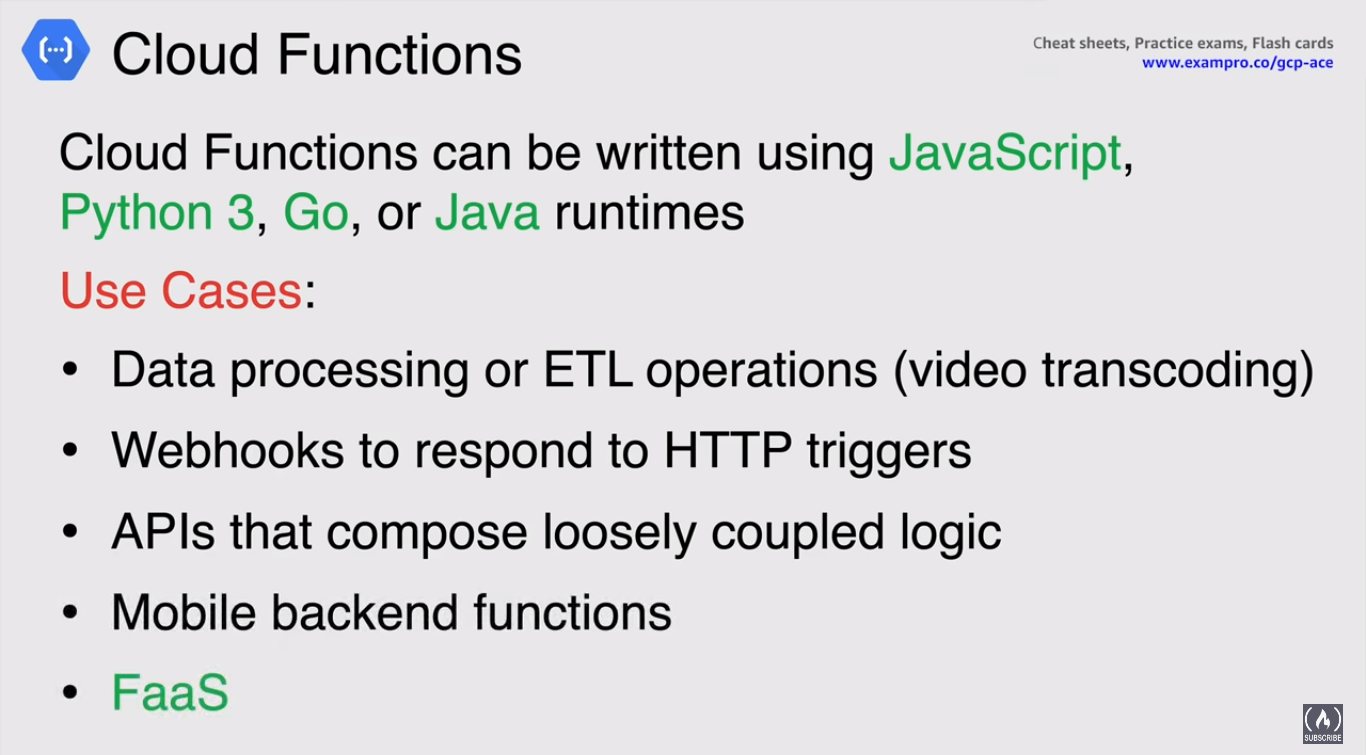 Cloud Functions
Cheat sheets, Practice exams, Flash cards
www.exampro.co/gcp-ace
Cloud Functions can be written using JavaScript,
Python 3, Go, or Java runtimes
Use Cases:
• Data processing or ETL operations (video transcoding)
• Webhooks to respond to HTTP triggers
• APIs that compose loosely coupled logic
• Mobile backend functions
• FaaS
SUBSCRIBE